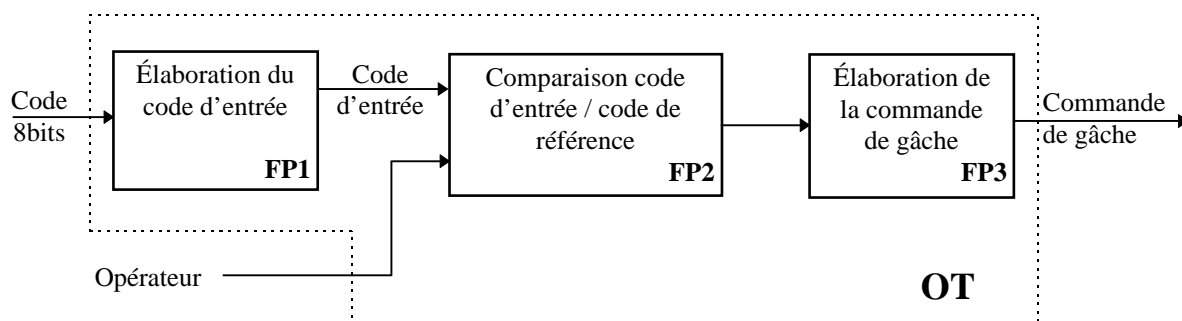 Code
8bits
Élaboration du
code d’entrée
FP1
Code
d’entrée
Comparaison code
d’entrée / code de
référence
FP2
Élaboration de
la commande
de gâche
FP3
Commande
de gâche
Opérateur
OT